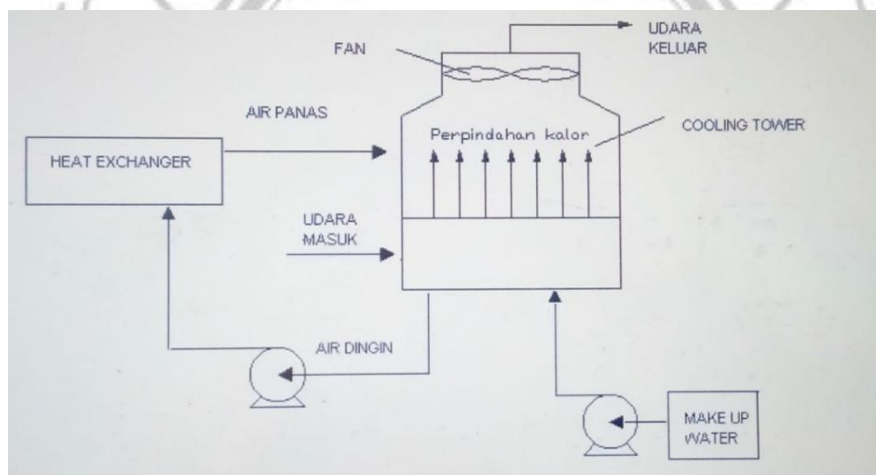 UDARA
KELUAR
FAN
AIR PANAS
Perpindahan kalor
COOLING TOWER
HEAT EXCHANGER
UDARA
MASUK
AIR DINGIN
MAKE UP
WATER